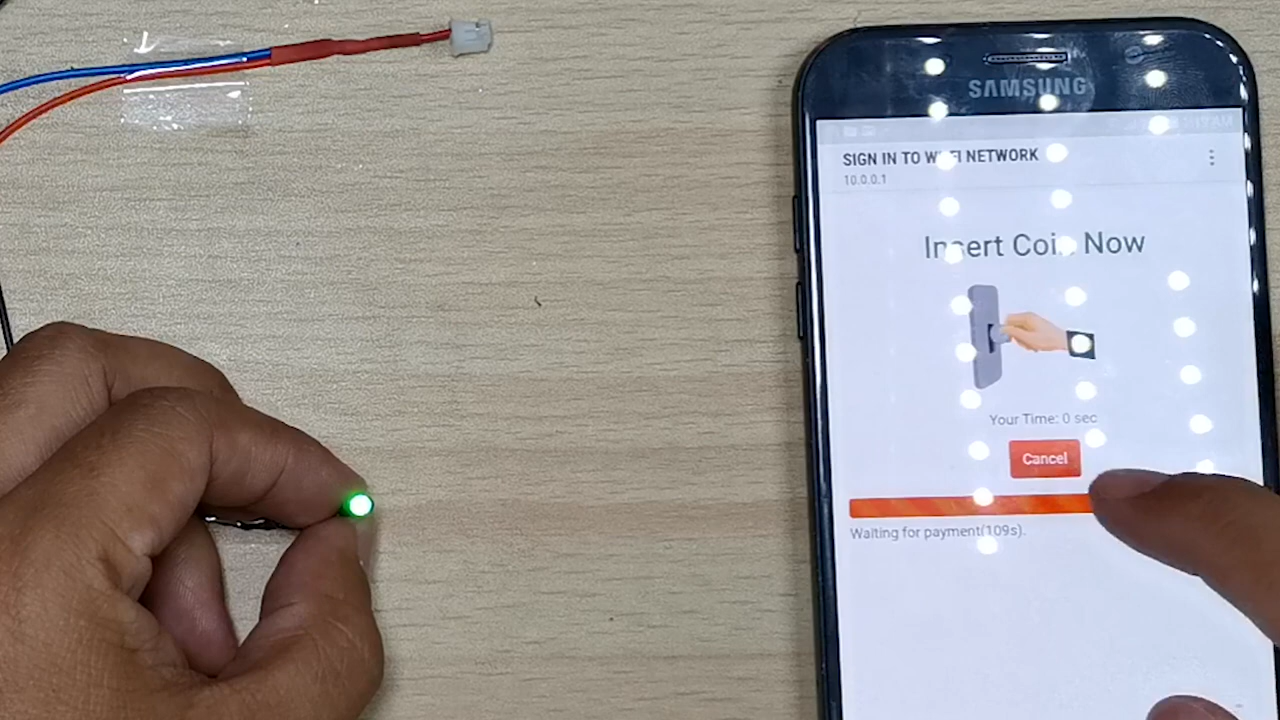 SAMSUNG
SIGN IN TO WI-FI NETWORK
10.0.0.1
Insert Coin Now
Your Time: 0 sec
Cancel
Waiting for payment(109s).